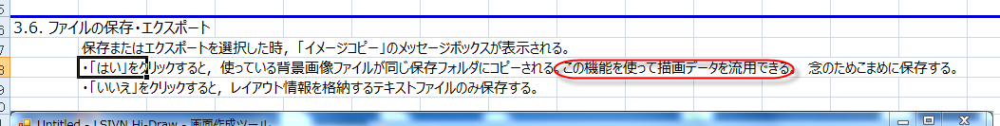 3.6. ファイルの保存・エクスポート
保存またはエクスポートを選択した時，「イメージコピー」のメッセージボックスが表示される。
・「はい」をクリックすると，使っている背景画像ファイルが同じ保存フォルダにコピーされる。この機能を使って描画データを流用できる。 念のためこまめに保存する。
・「いいえ」をクリックすると，レイアウト情報を格納するテキストファイルのみ保存する。
Untitled - LSIVN Hi-Draw - 画面作成ツール